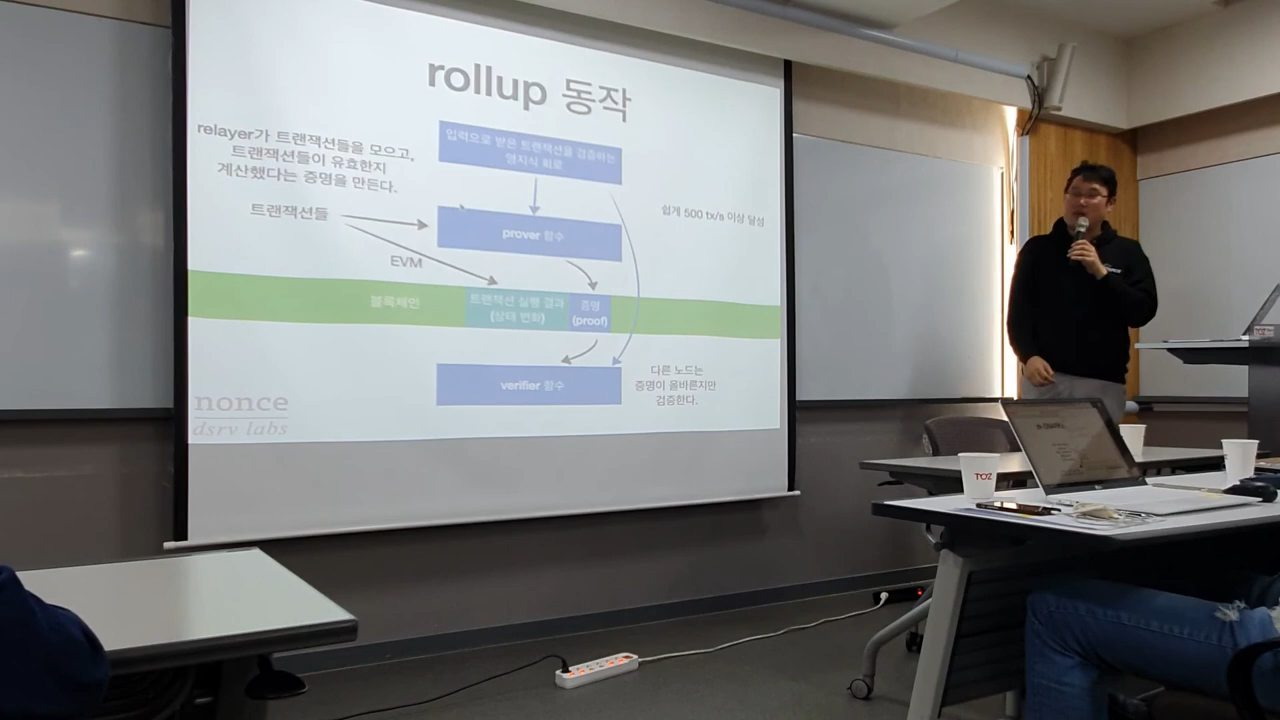 rollup 동작
relayer가 트랜잭션들을 모으고,
트랜잭션들이 유효한지
계산했다는 증명을 만든다.
입력으로 받은 트랜잭션을 검증하는
영지식 회로
트랜잭션들
prover 함수
쉽게 500 tx/s 이상 달성
EVM
블록체인
트랜잭션 실행 결과
(상태 변화)
증명
(proof)
verifier 함수
다른 노드는
증명이 올바른지만
검증한다.
nonce
dsrv labs
TOZ